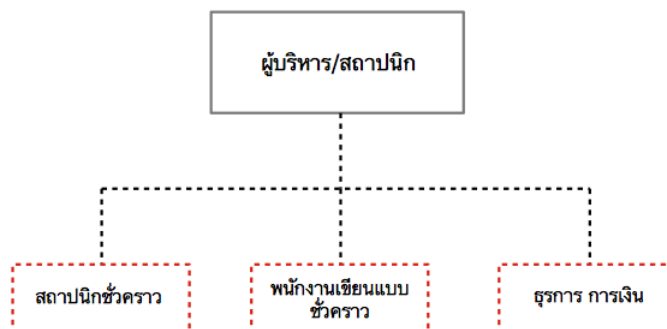 ผู้บริหาร/สถาปนิก
สถาปนิกชั่วคราว
พนักงานเขียนแบบ
ชั่วคราว
ธุรการ การเงิน